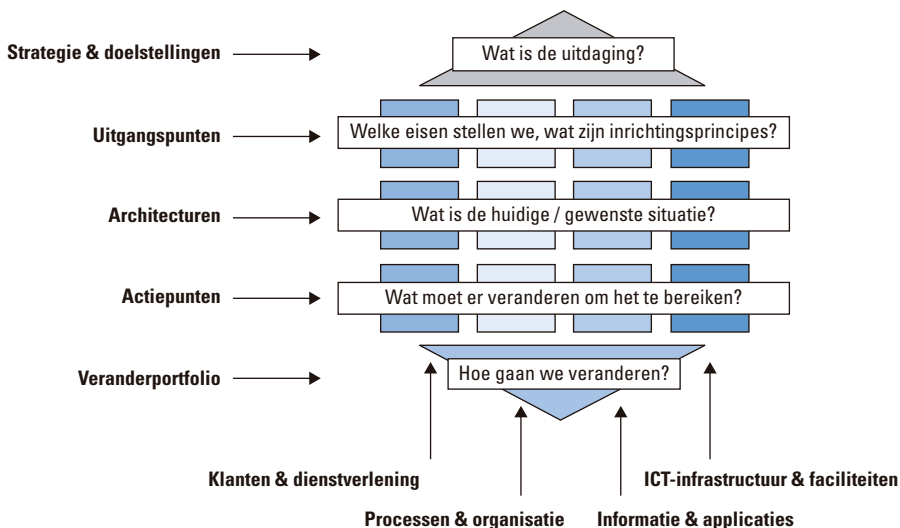 Strategie & doelstellingen
Wat is de uitdaging?
Uitgangspunten
Welke eisen stellen we, wat zijn inrichtingsprincipes?
Architecturen
Wat is de huidige / gewenste situatie?
Actiepunten
Wat moet er veranderen om het te bereiken?
Veranderportfolio
Hoe gaan we veranderen?
Klanten & dienstverlening
ICT-infrastructuur & faciliteiten
Processen & organisatie
Informatie & applicaties